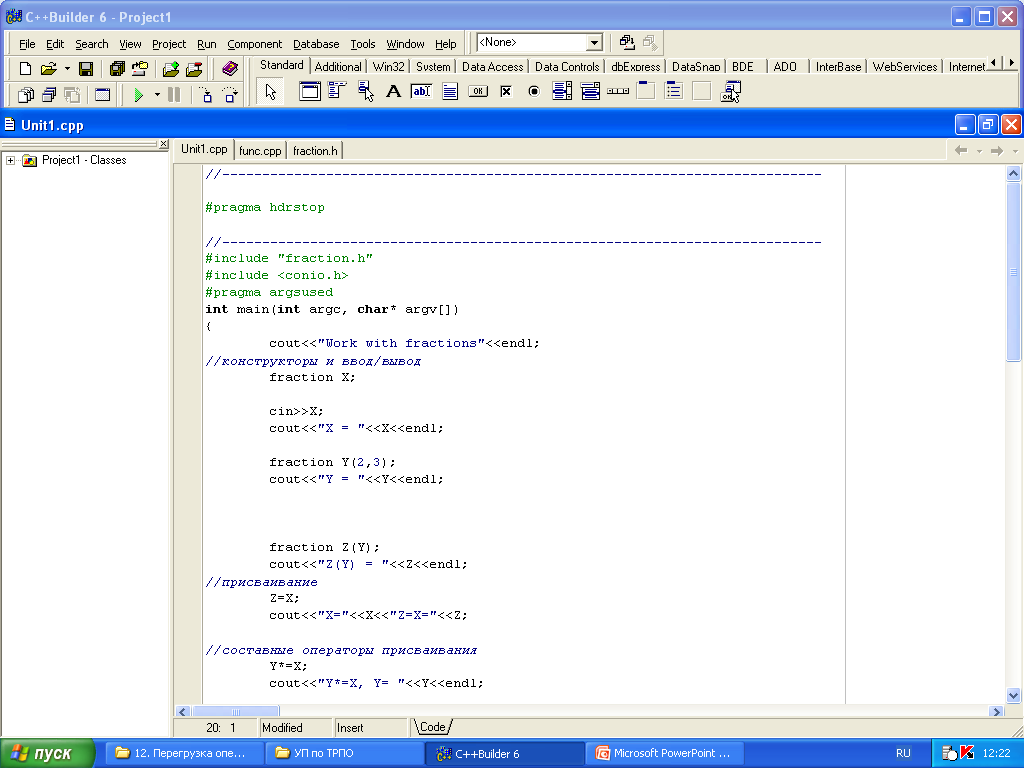 C++Builder 6 - Project1
File Edit Search View Project Run Component Database Tools Window Help <None>
Standard Additional Win32 System Data Access Data Controls dbExpress DataSnap BDE ADO InterBase WebServices Internet
A ab OK
OK
Unit1.cpp
Project1 - Classes
Unit1.cpp func.cpp fraction.h
//---------------------------------------------------------------------------
#pragma hdrstop
//---------------------------------------------------------------------------
#include "fraction.h"
#include <conio.h>
#pragma argsused
int main(int argc, char* argv[])
{
cout<<"Work with fractions"<<endl;
//конструкторы и ввод/вывод
fraction X;
cin>>X;
cout<<"X = "<<X<<endl;
fraction Y(2,3);
cout<<"Y = "<<Y<<endl;
fraction Z(Y);
cout<<"Z(Y) = "<<Z<<endl;
//присваивание
Z=X;
cout<<"X="<<X<<"Z=X="<<Z;
//составные операторы присваивания
Y*=X;
cout<<"Y*=X, Y= "<<Y<<endl;
20: 1 Modified Insert Code
пуск 12. Перегрузка опе... УП по ТРПО C++Builder 6 Microsoft PowerPoint ... RU 12:22